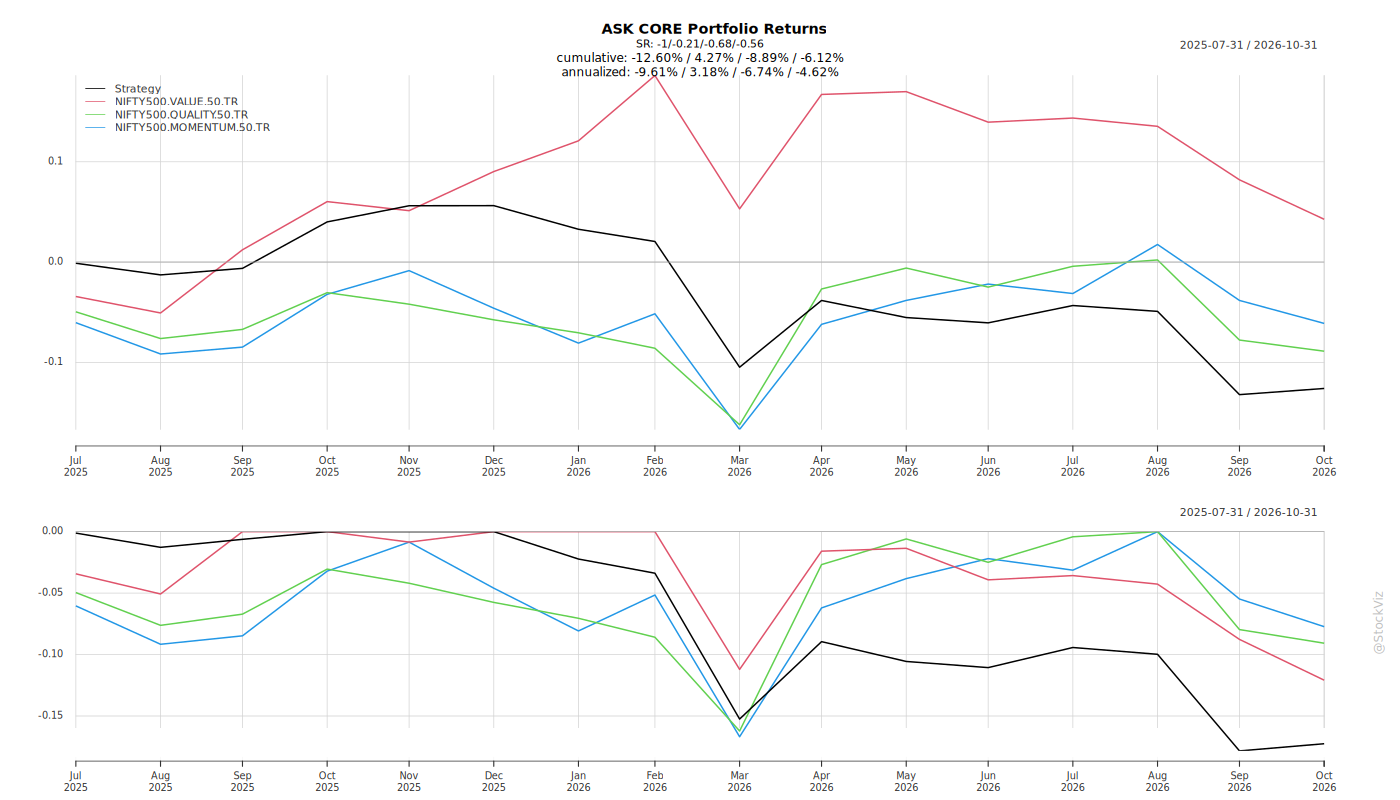 ASK CORE Portfolio Returns
SR: -1/-0.21/-0.68/-0.56
cumulative: -12.60% / 4.27% / -8.89% / -6.12%
annualized: -9.61% / 3.18% / -6.74% / -4.62%
2025-07-31 / 2026-10-31
Strategy
NIFTY500.VALUE.50.TR
NIFTY500.QUALITY.50.TR
NIFTY500.MOMENTUM.50.TR
0.1
0.0
-0.1
Jul Aug Sep Oct Nov Dec Jan Feb Mar Apr May Jun Jul Aug Sep Oct
2025 2025 2025 2025 2025 2025 2026 2026 2026 2026 2026 2026 2026 2026 2026 2026
2025-07-31 / 2026-10-31
0.00
-0.05
-0.10
-0.15
Jul Aug Sep Oct Nov Dec Jan Feb Mar Apr May Jun Jul Aug Sep Oct
2025 2025 2025 2025 2025 2025 2026 2026 2026 2026 2026 2026 2026 2026 2026 2026
@StockViz